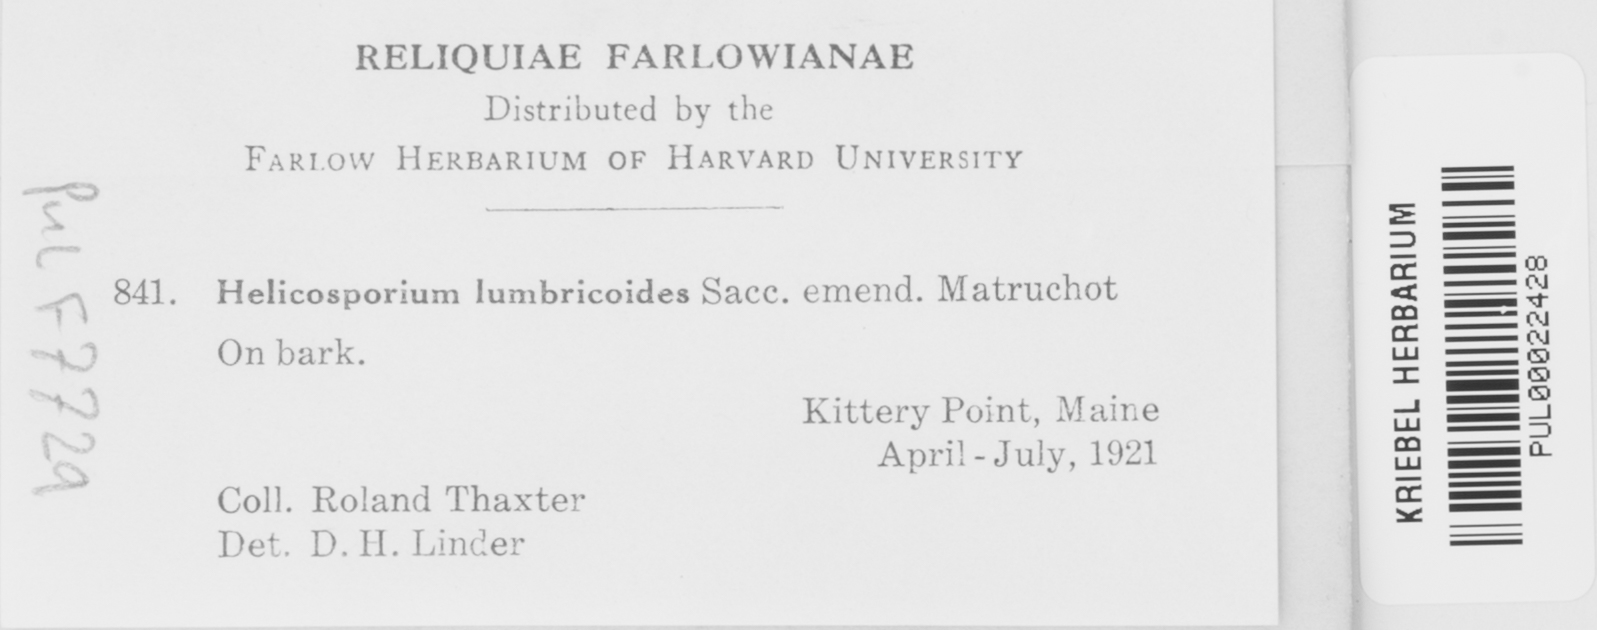 RELIQUIAE FARLOWIANAE
Distributed by the
FARLOW HERBARIUM OF HARVARD UNIVERSITY
841. Helicosporium lumbricoides Sacc. emend. Matruchot
On bark.
Kittery Point, Maine
April - July, 1921
Coll. Roland Thaxter
Det. D. H. Linder
PUL F7729
KRIEBEL HERBARIUM
PUL00022428